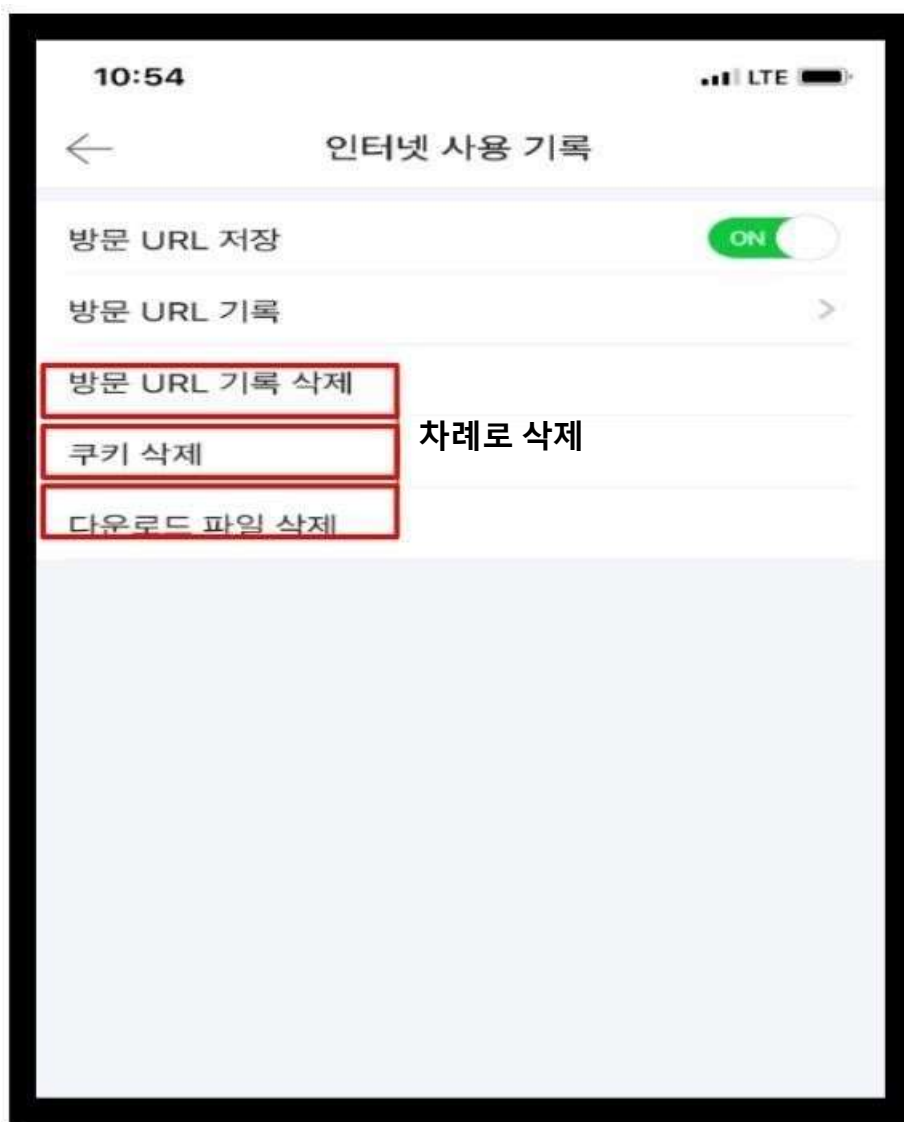 10:54 LTE
인터넷 사용 기록
방문 URL 저장 ON
방문 URL 기록
방문 URL 기록 삭제
차례로 삭제
쿠키 삭제
다운로드 파일 삭제